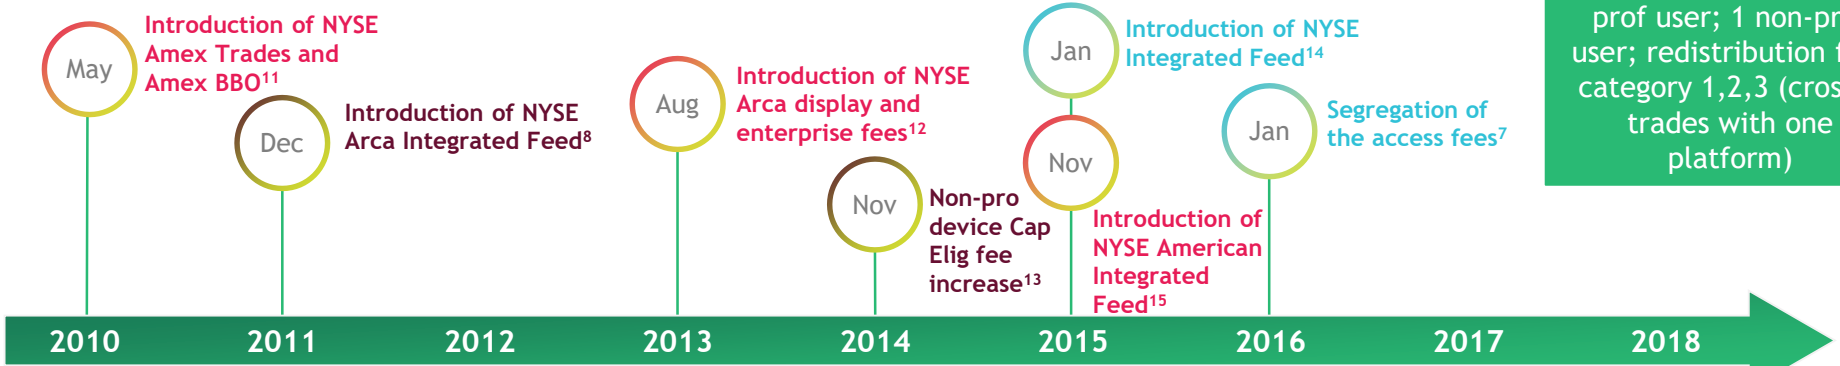 May
Introduction of NYSE
Amex Trades and
Amex BBO¹¹
Dec
Introduction of NYSE
Arca Integrated Feed⁸
Aug
Introduction of NYSE
Arca display and
enterprise fees¹²
Nov
Non-pro
device Cap
Elig fee
increase¹³
Jan
Introduction of NYSE
Integrated Feed¹⁴
Nov
Introduction of
NYSE American
Integrated
Feed¹⁵
Jan
Segregation of
the access fees⁷
prof user; 1 non-pr
user; redistribution
category 1,2,3 (cros
trades with one
platform)
2010 2011 2012 2013 2014 2015 2016 2017 2018